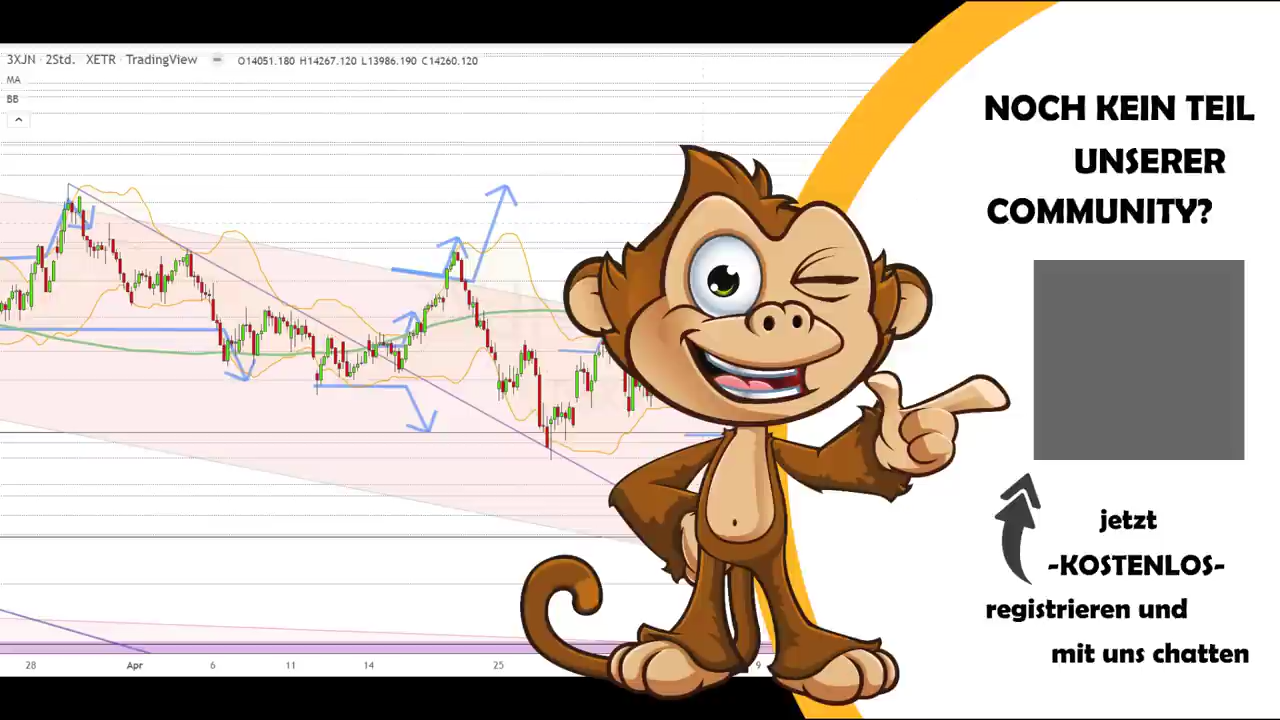 3XJN 2Std. XETR TradingView O14051.180 H14267.120 L13986.190 C14260.120
MA
BB
28 Apr 6 11 14 25 9
NOCH KEIN TEIL
UNSERER
COMMUNITY?
jetzt
-KOSTENLOS-
registrieren und
mit uns chatten